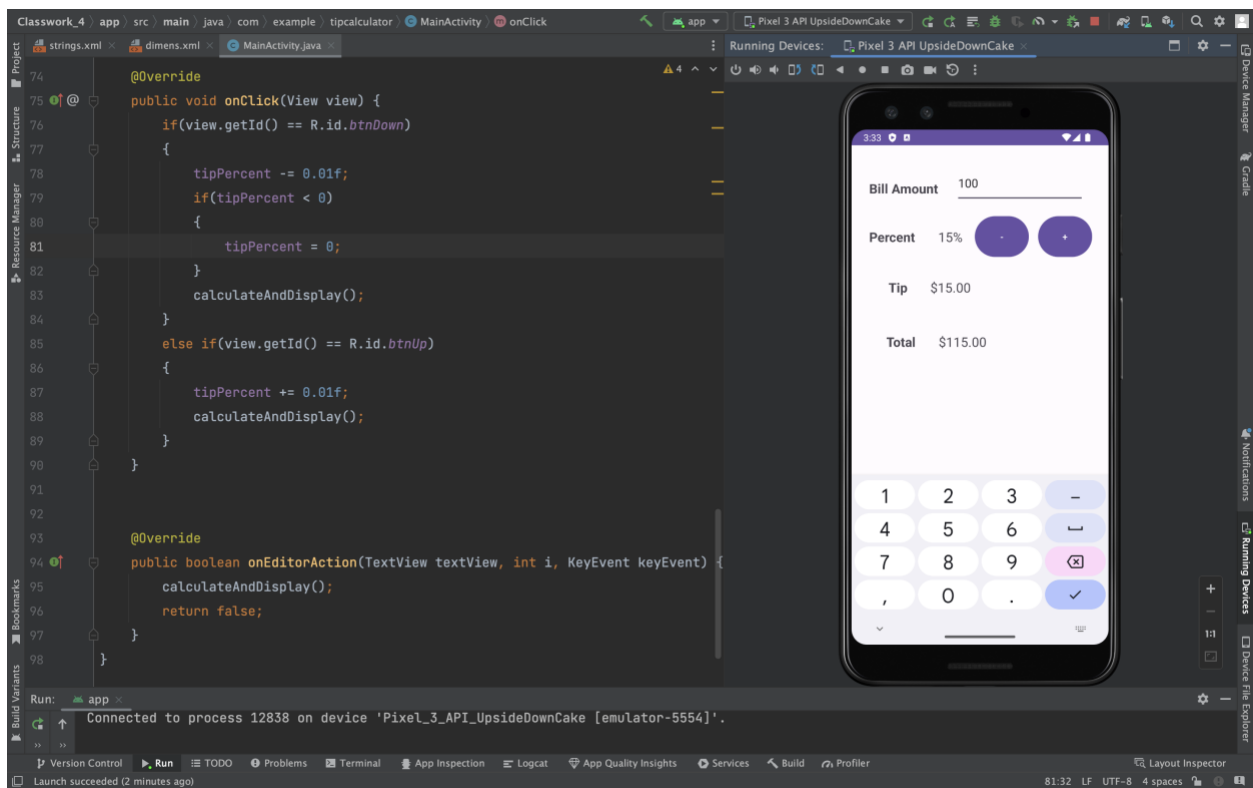 Classwork_4 app src main java com example tipcalculator MainActivity onClick app Pixel 3 API UpsideDownCake
strings.xml dimens.xml MainActivity.java Running Devices: Pixel 3 API UpsideDownCake
4
74 @Override
75 public void onClick(View view) {
76 if(view.getId() == R.id.btnDown)
77 {
78 tipPercent -= 0.01f;
79 if(tipPercent < 0)
80 {
81 tipPercent = 0;
82 }
83 calculateAndDisplay();
84 }
85 else if(view.getId() == R.id.btnUp)
86 {
87 tipPercent += 0.01f;
88 calculateAndDisplay();
89 }
90 }
91
92
93 @Override
94 public boolean onEditorAction(TextView textView, int i, KeyEvent keyEvent) {
95 calculateAndDisplay();
96 return false;
97 }
98 }
Project
Structure
Resource Manager
Bookmarks
Build Variants
3:33
Bill Amount 100
Percent 15% - +
Tip $15.00
Total $115.00
1 2 3 –
4 5 6
7 8 9
, 0 .
1:1
Device Manager
Gradle
Notifications
Running Devices
Device File Explorer
Run: app
Connected to process 12838 on device 'Pixel_3_API_UpsideDownCake [emulator-5554]'.
Version Control Run TODO Problems Terminal App Inspection Logcat App Quality Insights Services Build Profiler Layout Inspector
Launch succeeded (2 minutes ago) 81:32 LF UTF-8 4 spaces